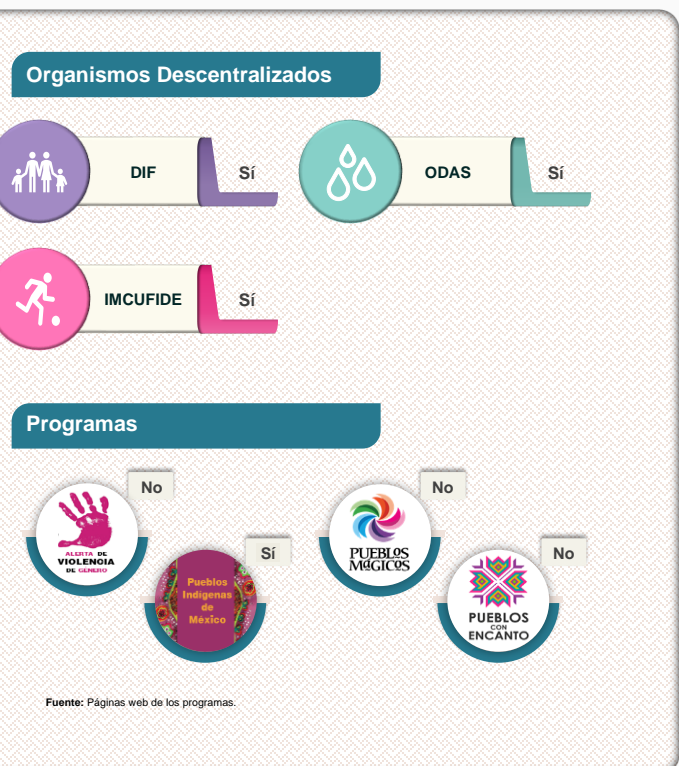 Organismos Descentralizados
DIF
Sí
ODAS
Sí
IMCUFIDE
Sí
Programas
No
ALERTA DE
VIOLENCIA
DE GÉNERO
Sí
Pueblos
Indígenas
de
México
No
PUEBLOS
MáGICOS
No
PUEBLOS
CON
ENCANTO
Fuente: Páginas web de los programas.